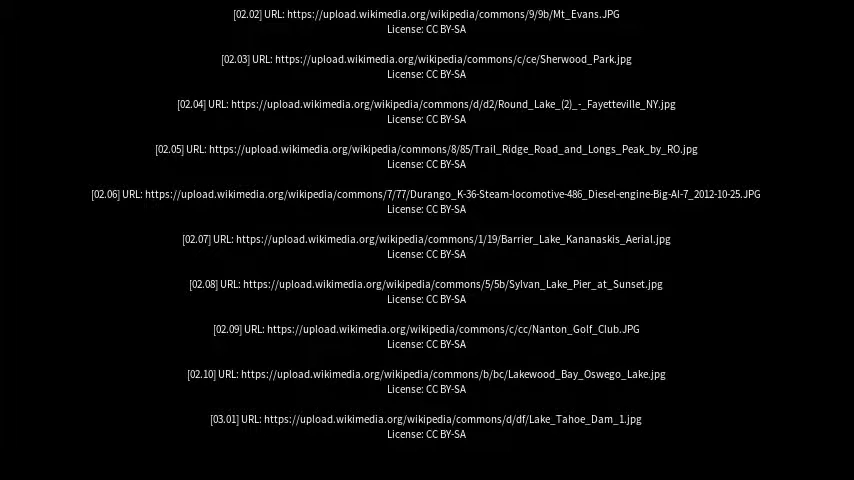 [02.02] URL: https://upload.wikimedia.org/wikipedia/commons/9/9b/Mt_Evans.JPG
License: CC BY-SA
[02.03] URL: https://upload.wikimedia.org/wikipedia/commons/c/ce/Sherwood_Park.jpg
License: CC BY-SA
[02.04] URL: https://upload.wikimedia.org/wikipedia/commons/d/d2/Round_Lake_(2)_-_Fayetteville_NY.jpg
License: CC BY-SA
[02.05] URL: https://upload.wikimedia.org/wikipedia/commons/8/85/Trail_Ridge_Road_and_Longs_Peak_by_RO.jpg
License: CC BY-SA
[02.06] URL: https://upload.wikimedia.org/wikipedia/commons/7/77/Durango_K-36-Steam-locomotive-486_Diesel-engine-Big-Al-7_2012-10-25.JPG
License: CC BY-SA
[02.07] URL: https://upload.wikimedia.org/wikipedia/commons/1/19/Barrier_Lake_Kananaskis_Aerial.jpg
License: CC BY-SA
[02.08] URL: https://upload.wikimedia.org/wikipedia/commons/5/5b/Sylvan_Lake_Pier_at_Sunset.jpg
License: CC BY-SA
[02.09] URL: https://upload.wikimedia.org/wikipedia/commons/c/cc/Nanton_Golf_Club.JPG
License: CC BY-SA
[02.10] URL: https://upload.wikimedia.org/wikipedia/commons/b/bc/Lakewood_Bay_Oswego_Lake.jpg
License: CC BY-SA
[03.01] URL: https://upload.wikimedia.org/wikipedia/commons/d/df/Lake_Tahoe_Dam_1.jpg
License: CC BY-SA